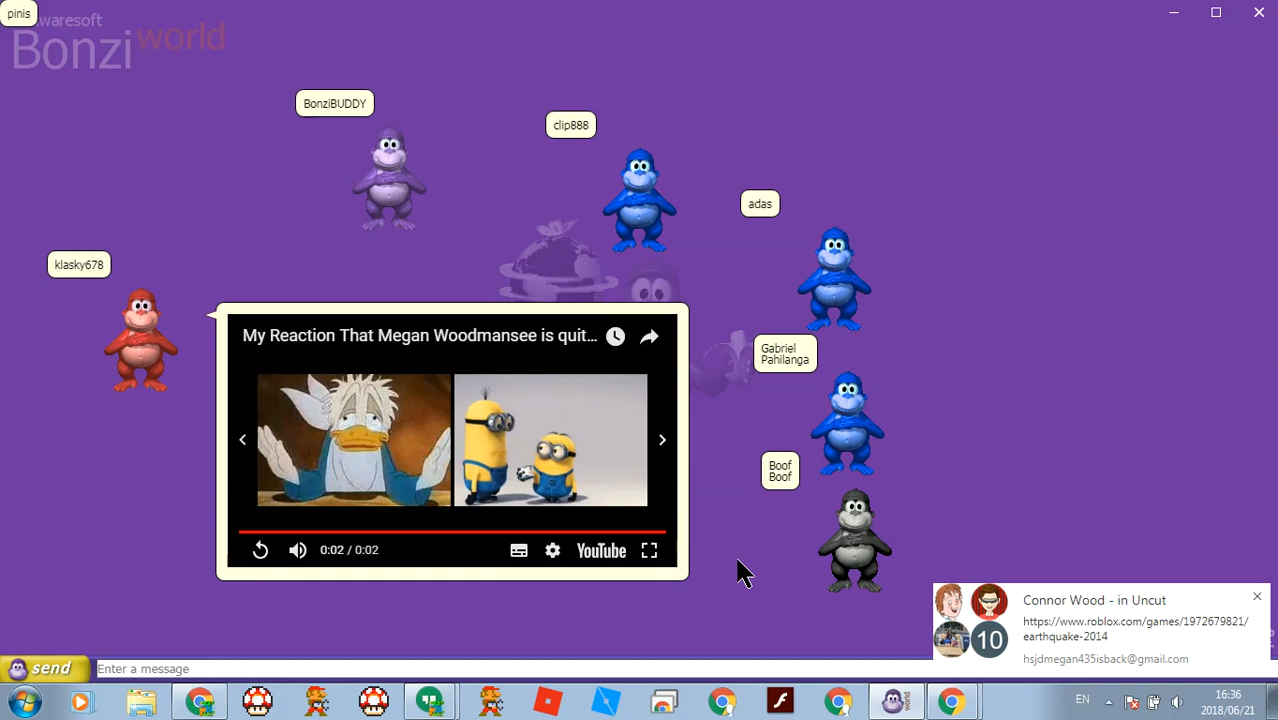 pinis
waresoft
Bonzi world
BonziBUDDY
clip888
adas
klasky678
My Reaction That Megan Woodmansee is quit...
Gabriel
Pahilanga
Boof
Boof
0:02 / 0:02
YouTube
Connor Wood - in Uncut
https://www.roblox.com/games/1972679821/
earthquake-2014
10
hsjdmegan435isback@gmail.com
send
Enter a message
EN
16:36
2018/06/21